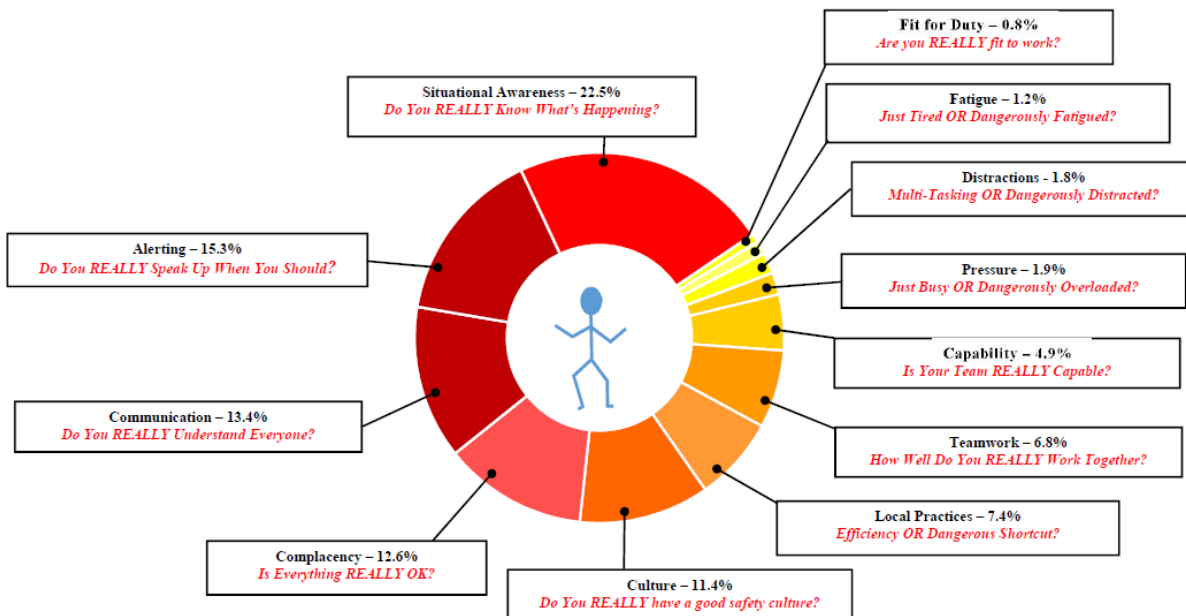 Fit for Duty – 0.8%
Are you REALLY fit to work?
Situational Awareness – 22.5%
Do You REALLY Know What's Happening?
Fatigue – 1.2%
Just Tired OR Dangerously Fatigued?
Distractions - 1.8%
Multi-Tasking OR Dangerously Distracted?
Alerting – 15.3%
Do You REALLY Speak Up When You Should?
Pressure – 1.9%
Just Busy OR Dangerously Overloaded?
Capability – 4.9%
Is Your Team REALLY Capable?
Communication – 13.4%
Do You REALLY Understand Everyone?
Teamwork – 6.8%
How Well Do You REALLY Work Together?
Local Practices – 7.4%
Efficiency OR Dangerous Shortcut?
Complacency – 12.6%
Is Everything REALLY OK?
Culture – 11.4%
Do You REALLY have a good safety culture?